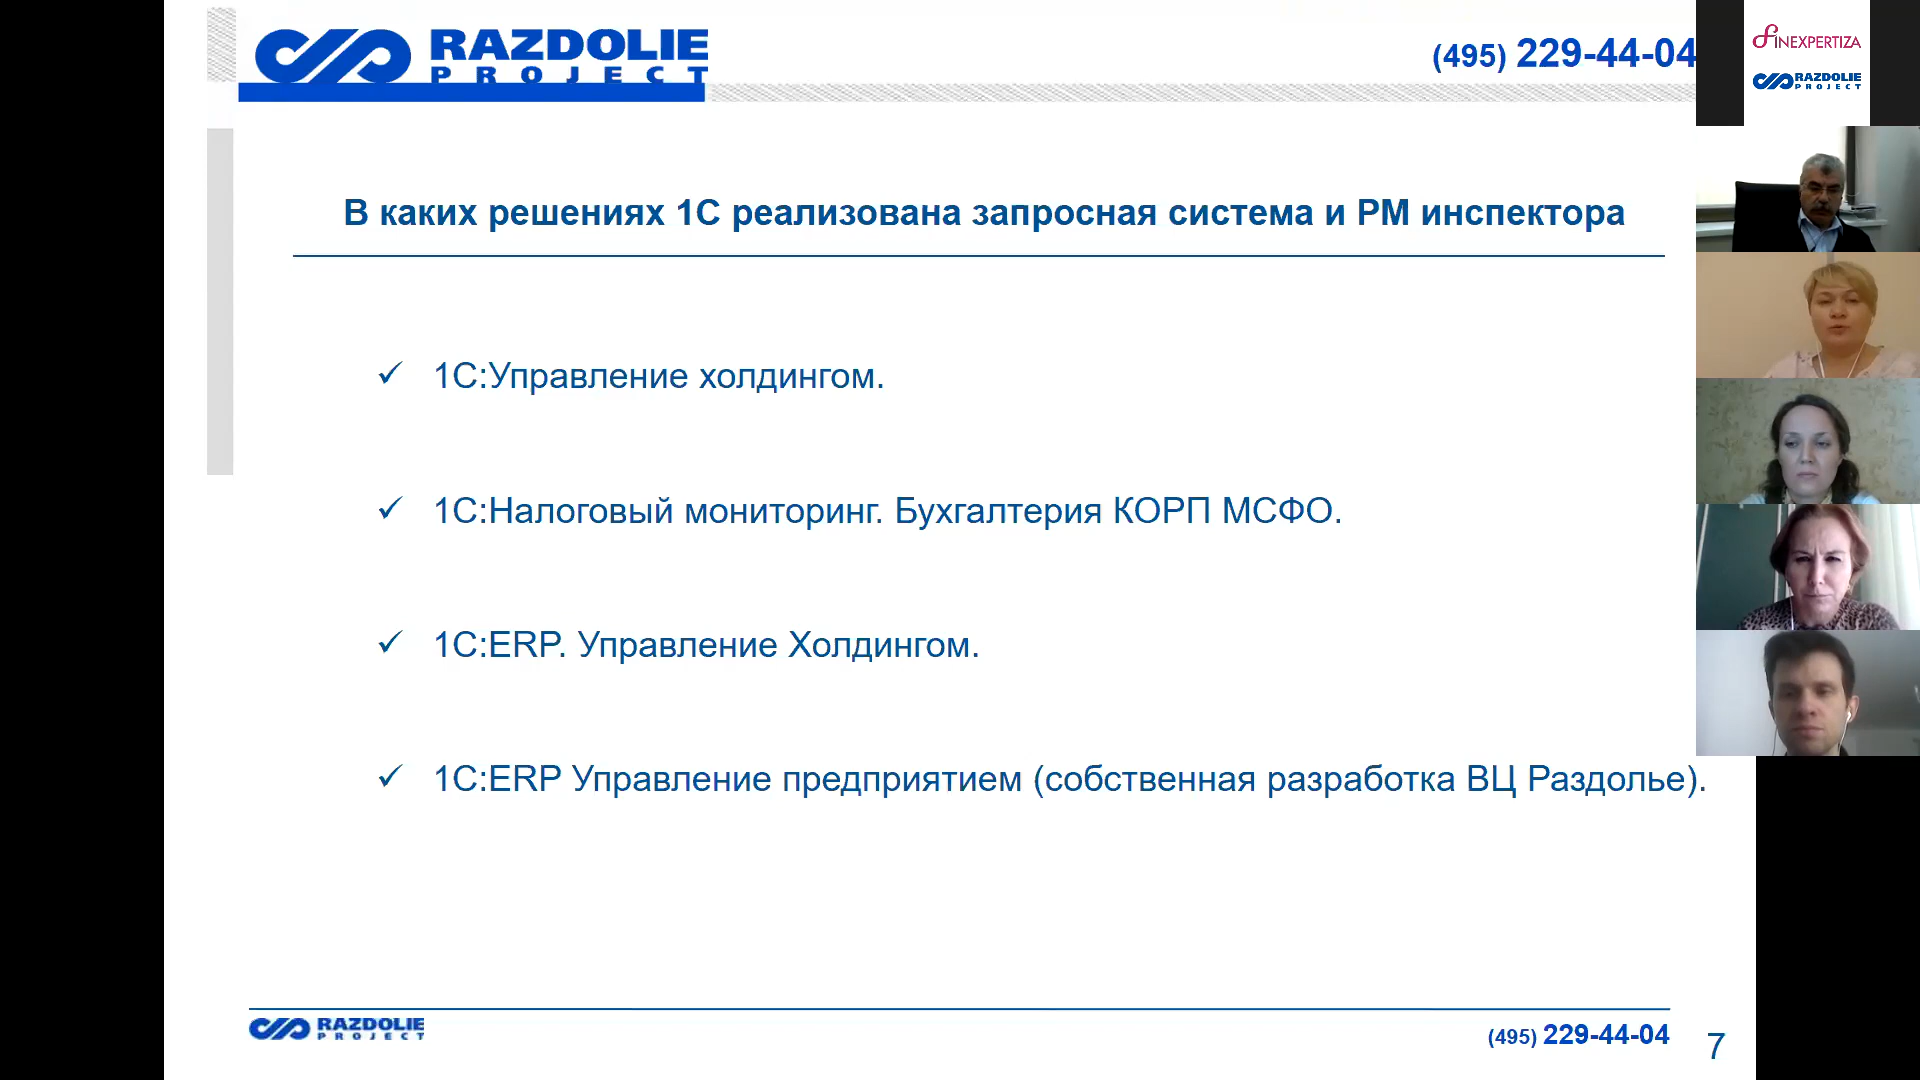 RAZDOLIE
PROJECT
(495) 229-44-04
FINEXPERTIZA
RAZDOLIE
PROJECT
В каких решениях 1С реализована запросная система и РМ инспектора
✓ 1С:Управление холдингом.
✓ 1С:Налоговый мониторинг. Бухгалтерия КОРП МСФО.
✓ 1С:ERP. Управление Холдингом.
✓ 1С:ERP Управление предприятием (собственная разработка ВЦ Раздолье).
RAZDOLIE
PROJECT
(495) 229-44-04
7